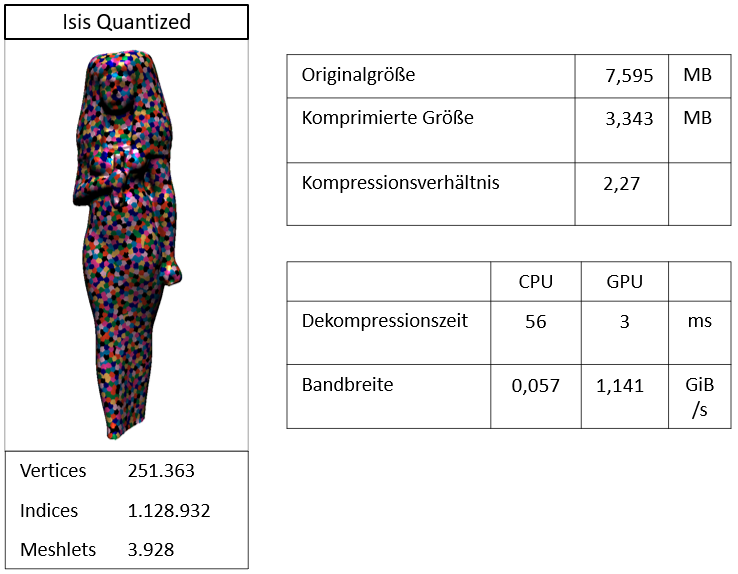 Isis Quantized
Originalgröße 7,595 MB
Komprimierte Größe 3,343 MB
Kompressionsverhältnis 2,27
CPU GPU
Dekompressionszeit 56 3 ms
Bandbreite 0,057 1,141 GiB
/s
Vertices 251.363
Indices 1.128.932
Meshlets 3.928